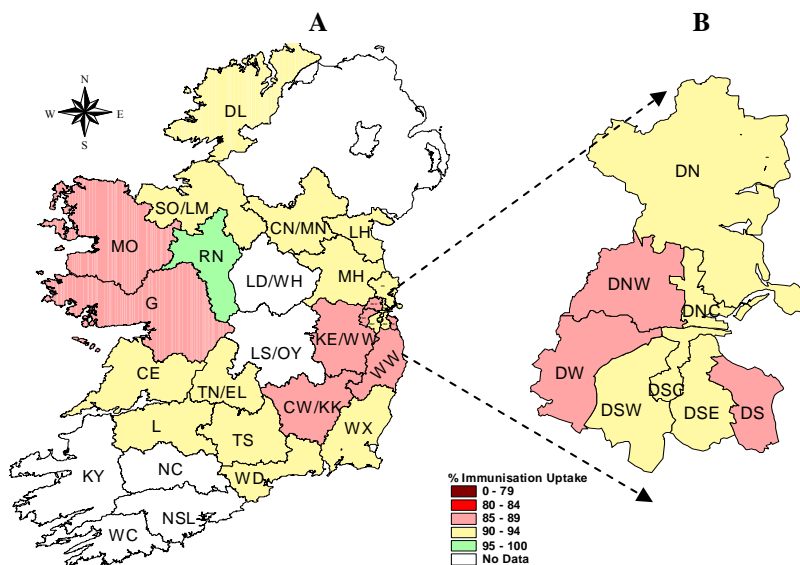 A
B
N
W
E
S
DL
SO/LM
CN/MN
LH
MO
RN
LD/WH
MH
G
KE/WW
LS/OY
WW
CE
TN/EL
CW/KK
L
TS
WX
KY
NC
WD
NSL
WC
DN
DNW
DNC
DW
DSC
DSW
DSE
DS
% Immunisation Uptake
0 - 79
80 - 84
85 - 89
90 - 94
95 - 100
No Data